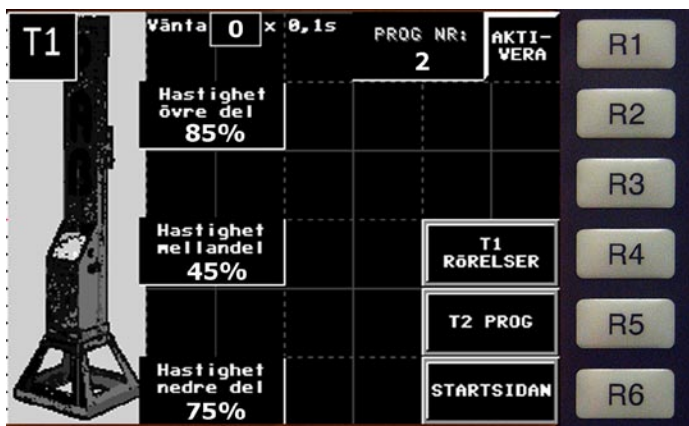 T1
Vänta 0 x 0,1s
PROG NR:
2
AKTI-
VERA
R1
Hastighet
övre del
85%
R2
R3
Hastighet
mellandel
45%
T1
RÖRELSER
R4
T2 PROG
R5
Hastighet
nedre del
75%
STARTSIDAN
R6